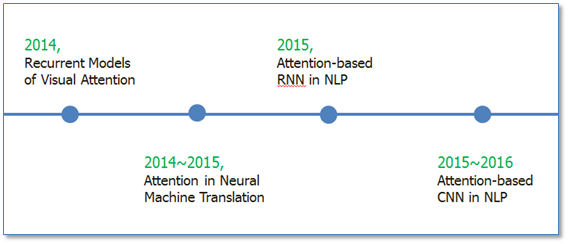 2014,
Recurrent Models
of Visual Attention
2014~2015,
Attention in Neural
Machine Translation
2015,
Attention-based
RNN in NLP
2015~2016
Attention-based
CNN in NLP